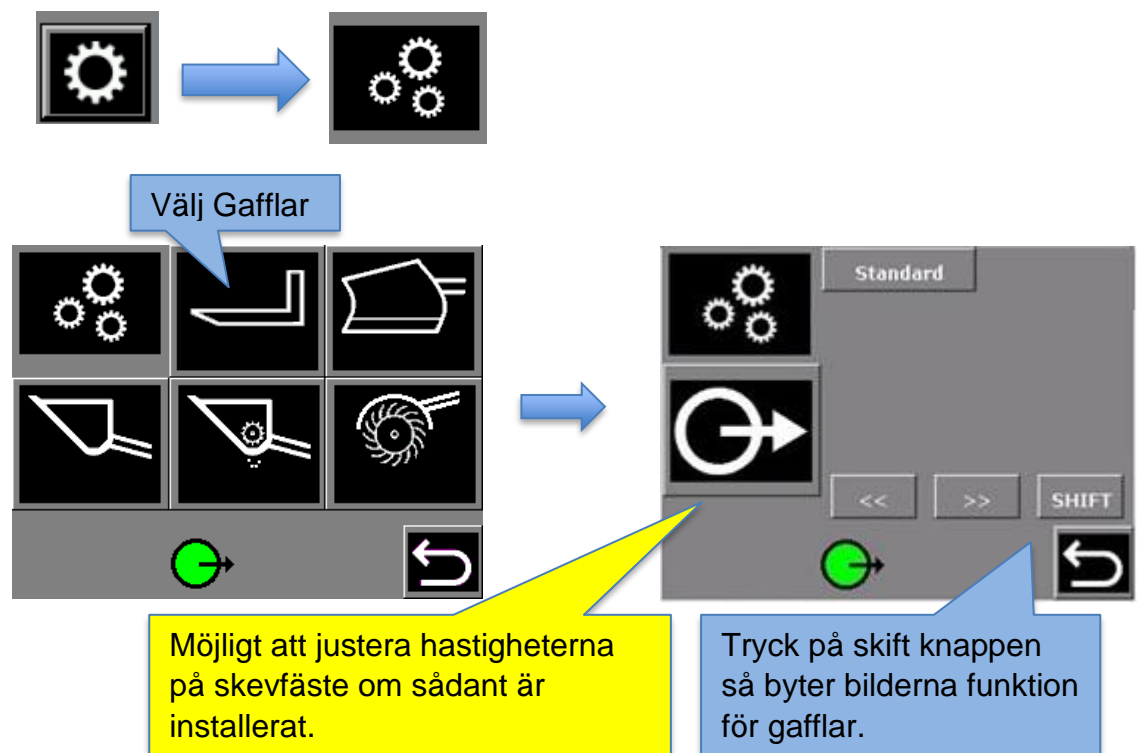 Välj Gafflar
Standard
<<
>>
SHIFT
Möjligt att justera hastigheterna
på skevfäste om sådant är
installerat.
Tryck på skift knappen
så byter bilderna funktion
för gafflar.